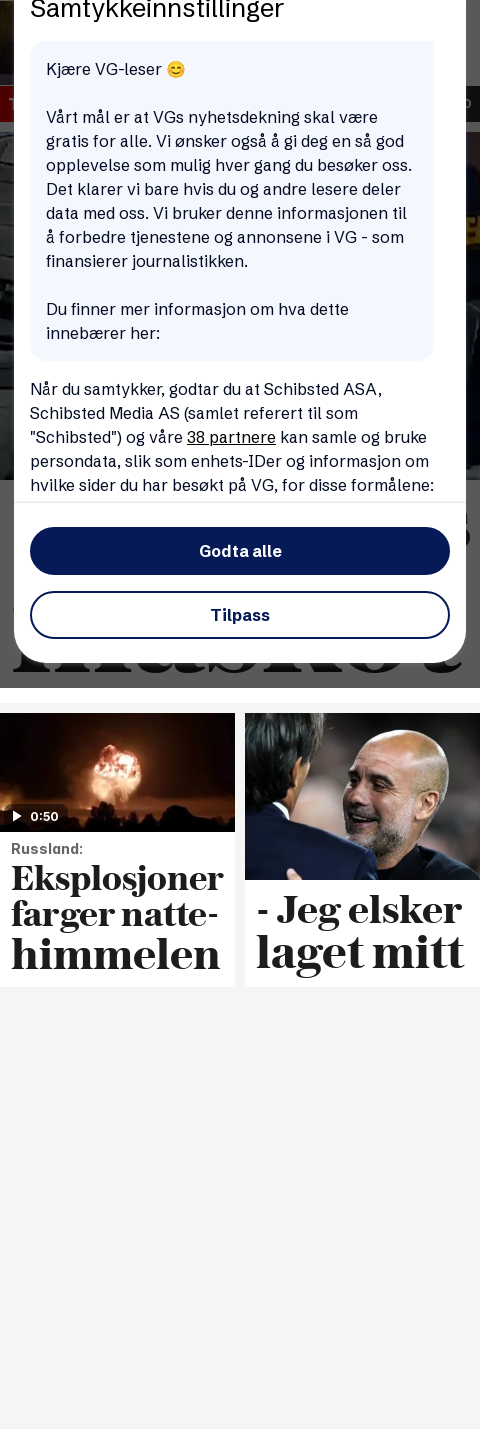 Samtykkeinnstillinger
Kjære VG-leser 😊
Vårt mål er at VGs nyhetsdekning skal være
gratis for alle. Vi ønsker også å gi deg en så god
opplevelse som mulig hver gang du besøker oss.
Det klarer vi bare hvis du og andre lesere deler
data med oss. Vi bruker denne informasjonen til
å forbedre tjenestene og annonsene i VG - som
finansierer journalistikken.
Du finner mer informasjon om hva dette
innebærer her:
Når du samtykker, godtar du at Schibsted ASA,
Schibsted Media AS (samlet referert til som
"Schibsted") og våre 38 partnere kan samle og bruke
persondata, slik som enhets-IDer og informasjon om
hvilke sider du har besøkt på VG, for disse formålene:
Godta alle
Tilpass
0:50
Russland:
Eksplosjoner
farger natte-
himmelen
- Jeg elsker
laget mitt